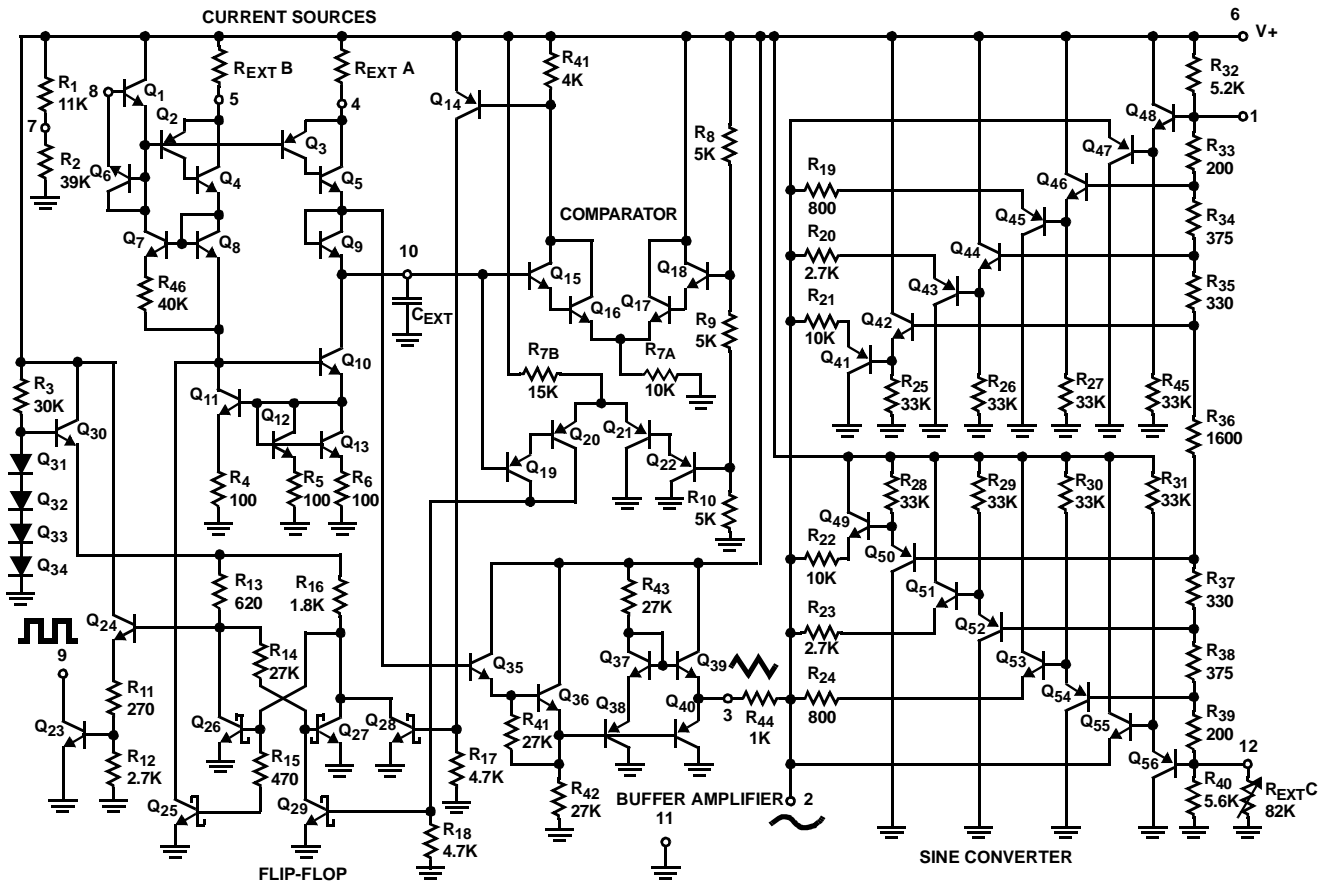 CURRENT SOURCES
6
V+
R1
11K
8
Q1
REXT B
5
REXT A
4
Q14
R41
4K
R32
5.2K
1
Q48
7
R2
39K
Q2
Q3
Q6
Q4
Q5
R8
5K
Q47
R33
200
R19
800
Q46
R34
375
COMPARATOR
Q45
Q7
Q8
Q9
10
R20
2.7K
Q44
Q15
Q18
Q43
R35
330
R46
40K
CEXT
Q16
Q17
R9
5K
R21
10K
Q42
Q41
R7B
15K
R7A
10K
Q10
R3
30K
Q11
Q12
Q13
R25
33K
R26
33K
R27
33K
R45
33K
R36
1600
Q30
Q31
Q32
Q33
Q34
Q20
Q21
Q19
Q22
R4
100
R5
100
R6
100
R10
5K
R28
33K
R29
33K
R30
33K
R31
33K
Q49
R22
10K
Q50
R13
620
R16
1.8K
R43
27K
Q51
R37
330
R23
2.7K
Q52
Q24
9
R14
27K
Q35
Q37
Q39
R38
375
Q53
R24
800
Q54
R11
270
Q36
Q38
Q40
3
R44
1K
Q23
Q26
Q27
Q28
R41
27K
Q55
R39
200
12
R12
2.7K
R15
470
R17
4.7K
Q56
R42
27K
BUFFER AMPLIFIER
2
R40
5.6K
REXTC
82K
Q25
Q29
R18
4.7K
11
FLIP-FLOP
SINE CONVERTER